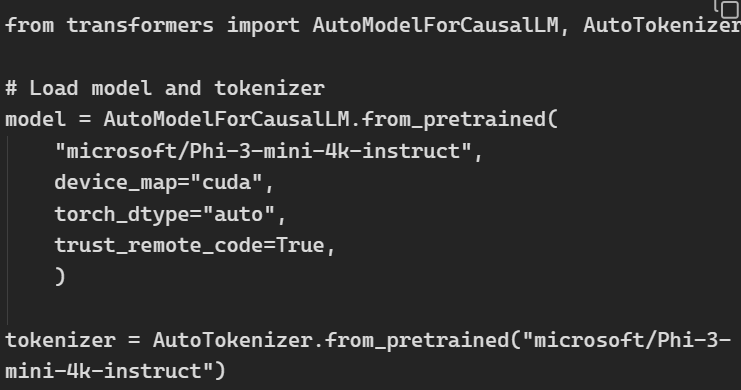 from transformers import AutoModelForCausalLM, AutoTokenizer
# Load model and tokenizer
model = AutoModelForCausalLM.from_pretrained(
    "microsoft/Phi-3-mini-4k-instruct",
    device_map="cuda",
    torch_dtype="auto",
    trust_remote_code=True,
    )
tokenizer = AutoTokenizer.from_pretrained("microsoft/Phi-3-
mini-4k-instruct")